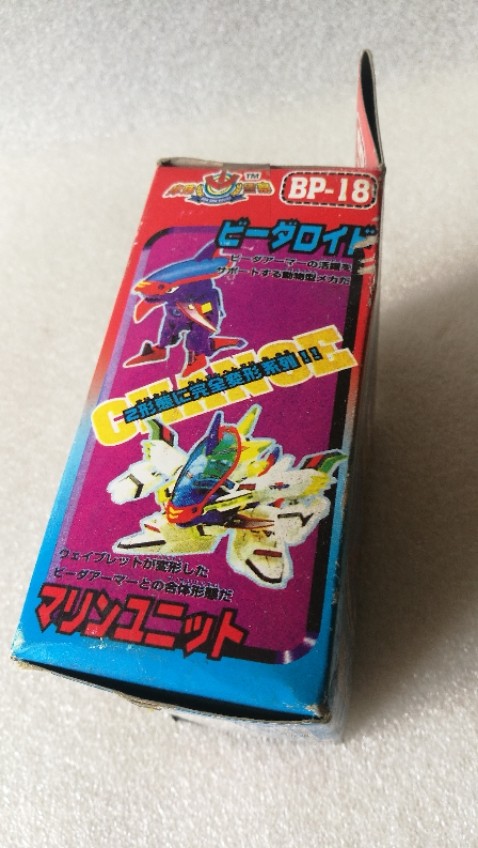 TM
BP-18
ビーダロイド
ビーダアーマーの活躍を
サポートする動物型メカだ
CHANGE
2形態に完全変形系列!!
ウェイブレットが変形した
ビーダアーマーとの合体形態だ
マリンユニット